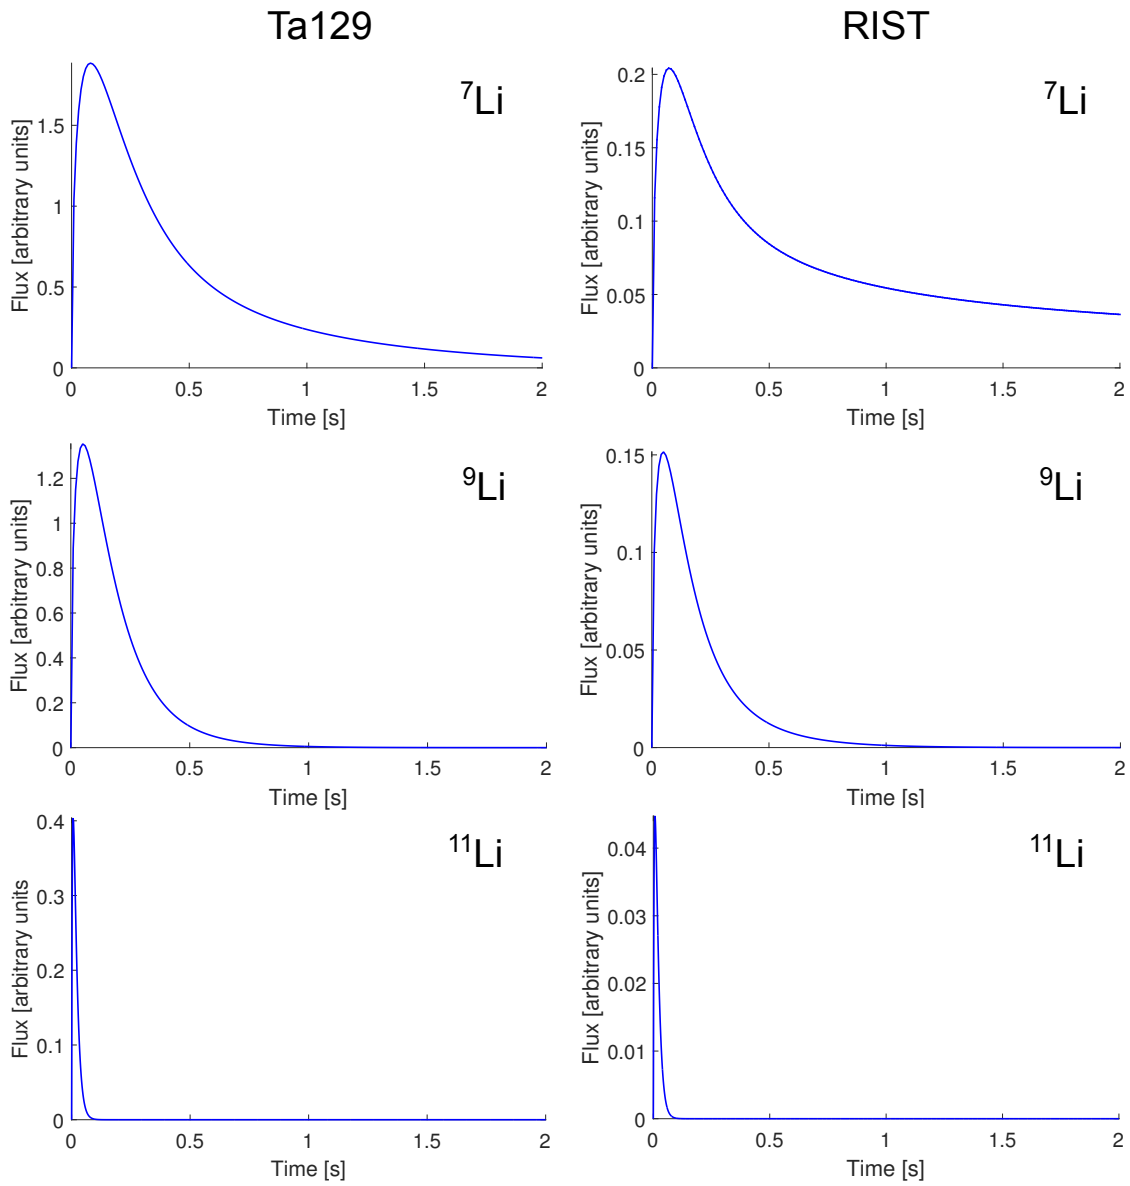 Ta129
RIST
⁷Li
Flux [arbitrary units]
1.5
1
0.5
0
0 0.5 1 1.5 2
Time [s]
⁷Li
Flux [arbitrary units]
0.2
0.15
0.1
0.05
0
0 0.5 1 1.5 2
Time [s]
⁹Li
Flux [arbitrary units]
1.2
1
0.8
0.6
0.4
0.2
0
0 0.5 1 1.5 2
Time [s]
⁹Li
Flux [arbitrary units]
0.15
0.1
0.05
0
0 0.5 1 1.5 2
Time [s]
¹¹Li
Flux [arbitrary units
0.4
0.3
0.2
0.1
0
0 0.5 1 1.5 2
Time [s]
¹¹Li
Flux [arbitrary units]
0.04
0.03
0.02
0.01
0
0 0.5 1 1.5 2
Time [s]